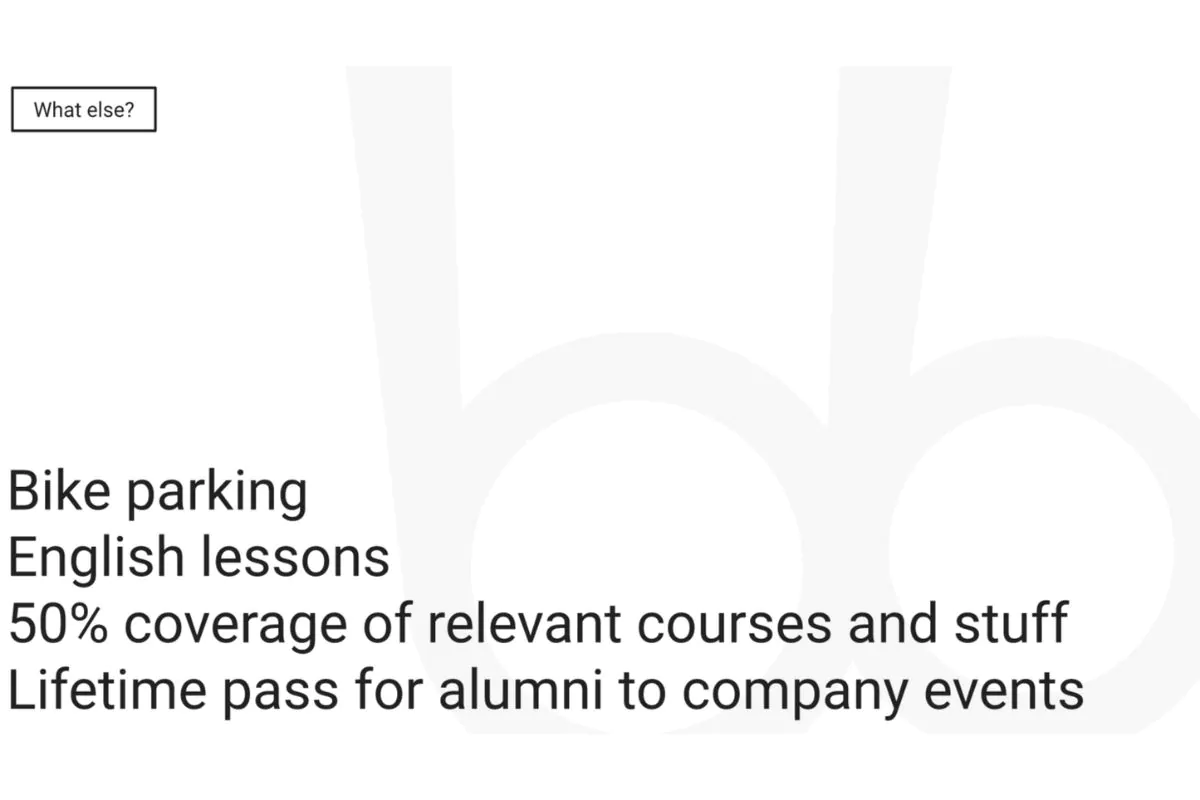 What else?
Bike parking
English lessons
50% coverage of relevant courses and stuff
Lifetime pass for alumni to company events